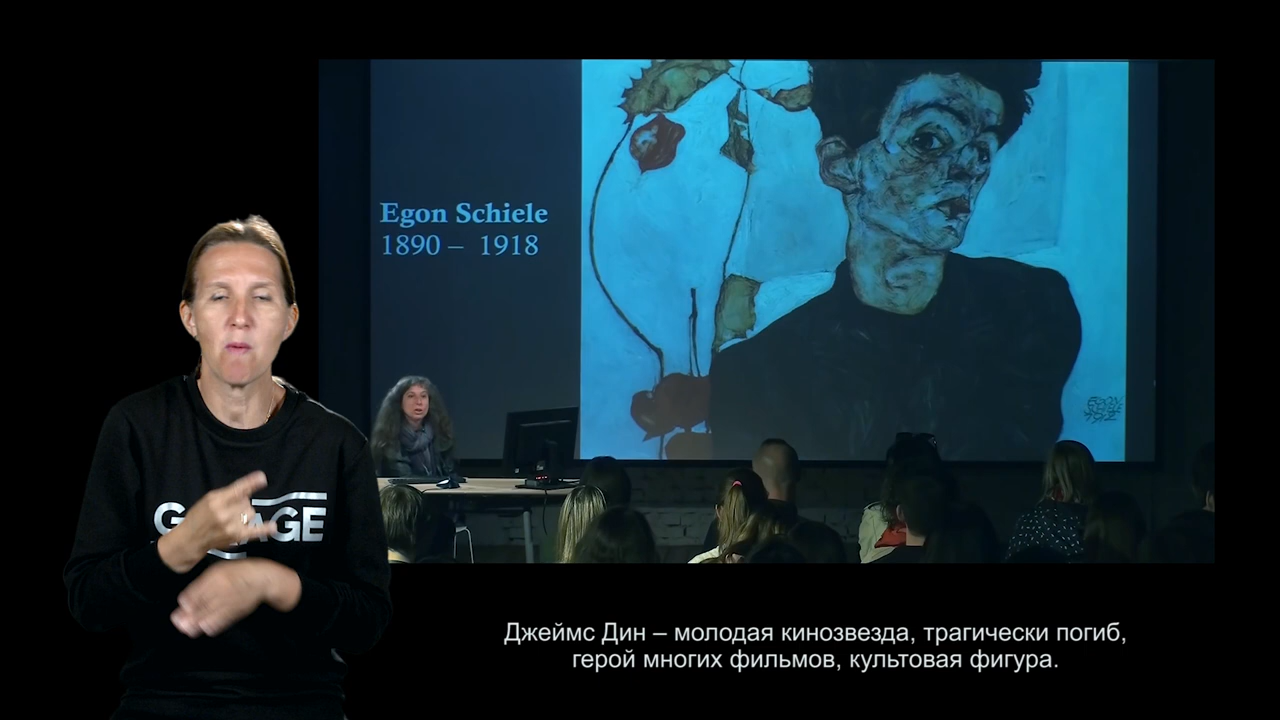 Egon Schiele
1890 – 1918
Джеймс Дин – молодая кинозвезда, трагически погиб,
герой многих фильмов, культовая фигура.